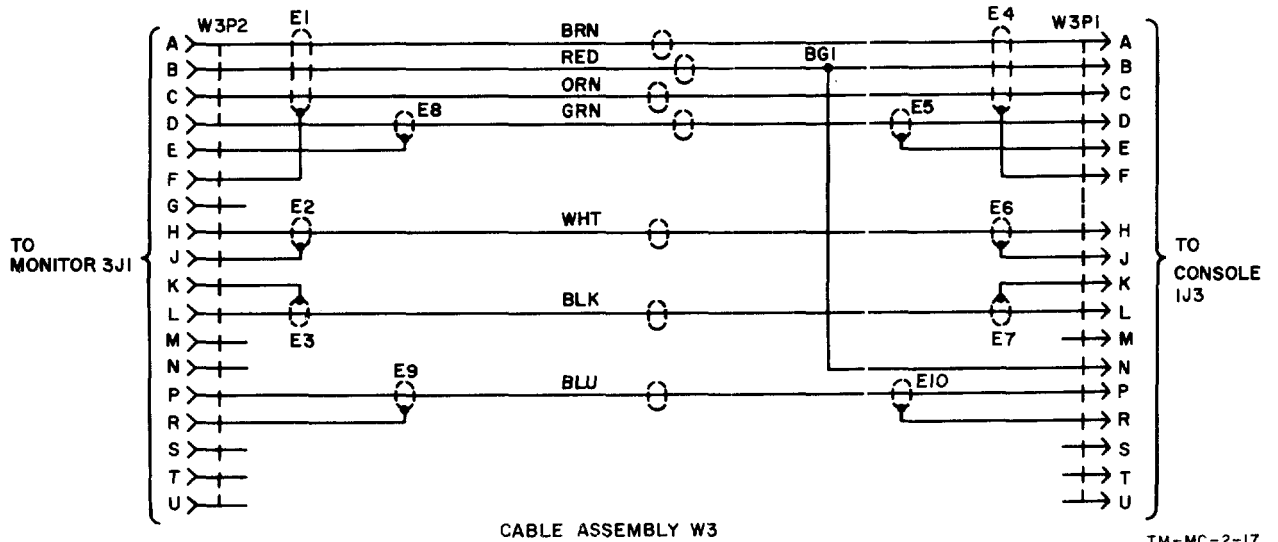 W3P2 E1 BRN E4 W3P1
A A
B RED BG1 B
C ORN C
D E8 GRN E5 D
E E
F F
G
H E2 WHT E6 H
J J
TO
MONITOR 3J1
TO
CONSOLE
1J3
K K
L BLK L
M E3 E7 M
N N
P E9 BLU E10 P
R R
S S
T T
U U
CABLE ASSEMBLY W3
TM-MC-2-17